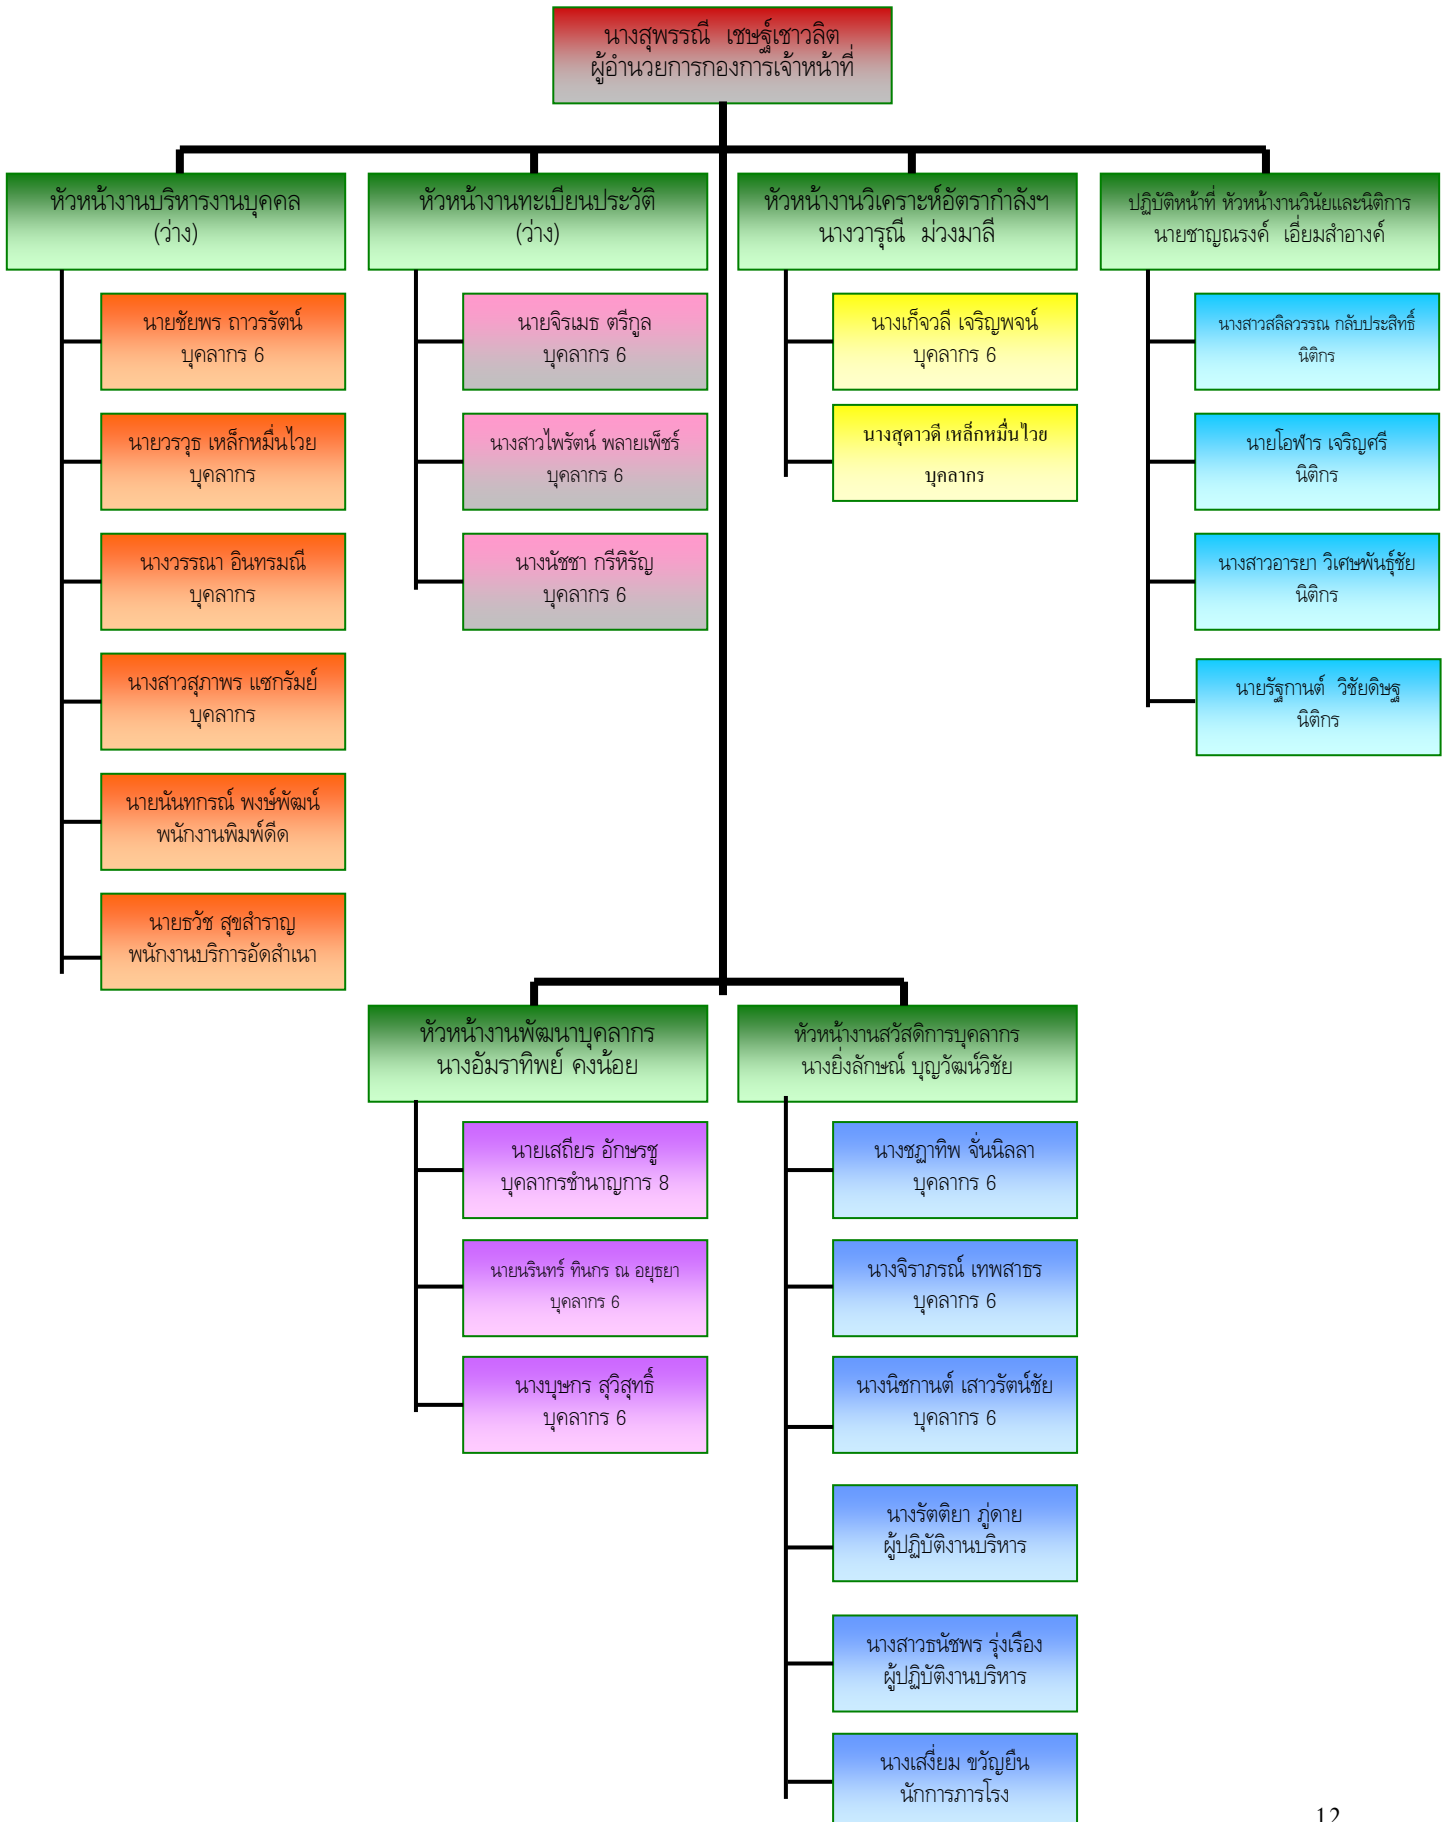 นางสุพรรณี เชษฐ์เชาวลิต
ผู้อำนวยการกองการเจ้าหน้าที่
หัวหน้างานบริหารงานบุคคล
(ว่าง)
หัวหน้างานทะเบียนประวัติ
(ว่าง)
หัวหน้างานวิเคราะห์อัตรากำลังฯ
นางวารุณี ม่วงมาลี
ปฏิบัติหน้าที่ หัวหน้างานวินัยและนิติการ
นายชาญณรงค์ เอี่ยมสำอางค์
นายชัยพร ถาวรรัตน์
บุคลากร 6
นายวรวุธ เหล็กหมื่นไวย
บุคลากร
นางวรรณา อินทรมณี
บุคลากร
นางสาวสุภาพร แซกรัมย์
บุคลากร
นายนันทกรณ์ พงษ์พัฒน์
พนักงานพิมพ์ดีด
นายธวัช สุขสำราญ
พนักงานบริการอัดสำเนา
นายจิรเมธ ตรีกูล
บุคลากร 6
นางสาวไพรัตน์ พลายเพ็ชร์
บุคลากร 6
นางนัชชา กรีหิรัญ
บุคลากร 6
นางเก็จวลี เจริญพจน์
บุคลากร 6
นางสุดาวดี เหล็กหมื่นไวย
บุคลากร
นางสาวสลิลวรรณ กลับประสิทธิ์
นิติกร
นายโอฬาร เจริญศรี
นิติกร
นางสาวอารยา วิเศษพันธุ์ชัย
นิติกร
นายรัฐกานต์ วิชัยดิษฐ
นิติกร
หัวหน้างานพัฒนาบุคลากร
นางอัมราทิพย์ คงน้อย
หัวหน้างานสวัสดิการบุคลากร
นางยิ่งลักษณ์ บุญวัฒน์วิชัย
นายเสถียร อักษรชู
บุคลากรชำนาญการ 8
นายนรินทร์ ทินกร ณ อยุธยา
บุคลากร 6
นางบุษกร สุวิสุทธิ์
บุคลากร 6
นางชฎาทิพ จั่นนิลลา
บุคลากร 6
นางจิราภรณ์ เทพสาธร
บุคลากร 6
นางนิชกานต์ เสาวรัตน์ชัย
บุคลากร 6
นางรัตติยา ภู่ดาย
ผู้ปฏิบัติงานบริหาร
นางสาวธนัชพร รุ่งเรือง
ผู้ปฏิบัติงานบริหาร
นางเสงี่ยม ขวัญยืน
นักการภารโรง
12